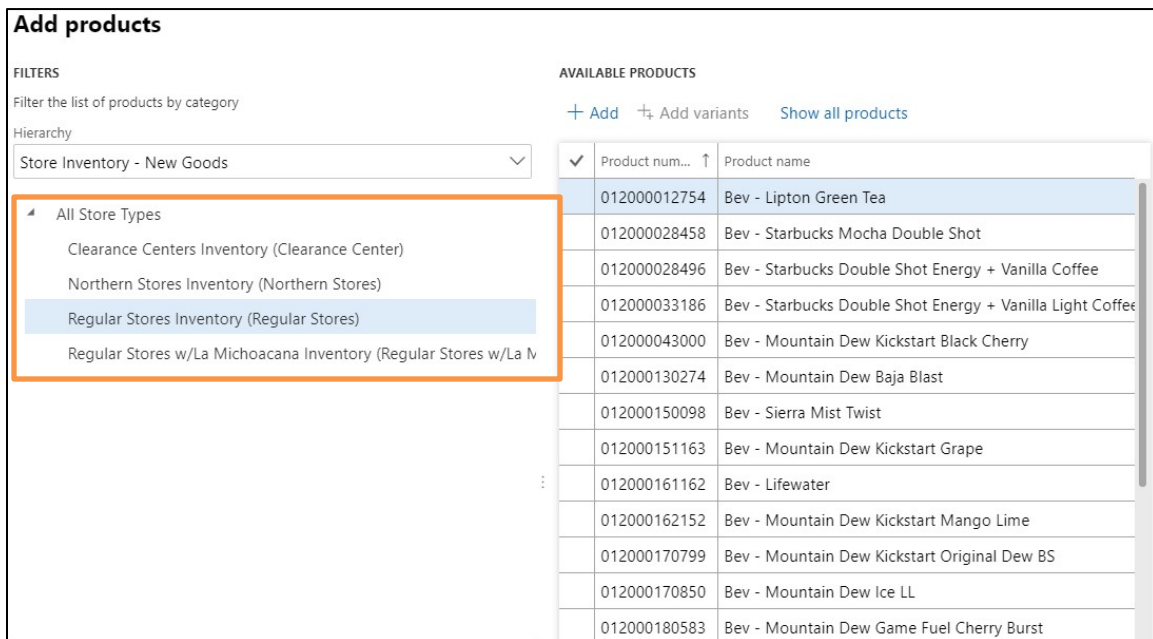 Add products
FILTERS
Filter the list of products by category
Hierarchy
Store Inventory - New Goods
All Store Types
Clearance Centers Inventory (Clearance Center)
Northern Stores Inventory (Northern Stores)
Regular Stores Inventory (Regular Stores)
Regular Stores w/La Michoacana Inventory (Regular Stores w/La M
AVAILABLE PRODUCTS
+ Add Add variants Show all products
Product num... ↑ Product name
012000012754 Bev - Lipton Green Tea
012000028458 Bev - Starbucks Mocha Double Shot
012000028496 Bev - Starbucks Double Shot Energy + Vanilla Coffee
012000033186 Bev - Starbucks Double Shot Energy + Vanilla Light Coffee
012000043000 Bev - Mountain Dew Kickstart Black Cherry
012000130274 Bev - Mountain Dew Baja Blast
012000150098 Bev - Sierra Mist Twist
012000151163 Bev - Mountain Dew Kickstart Grape
012000161162 Bev - Lifewater
012000162152 Bev - Mountain Dew Kickstart Mango Lime
012000170799 Bev - Mountain Dew Kickstart Original Dew BS
012000170850 Bev - Mountain Dew Ice LL
012000180583 Bev - Mountain Dew Game Fuel Cherry Burst